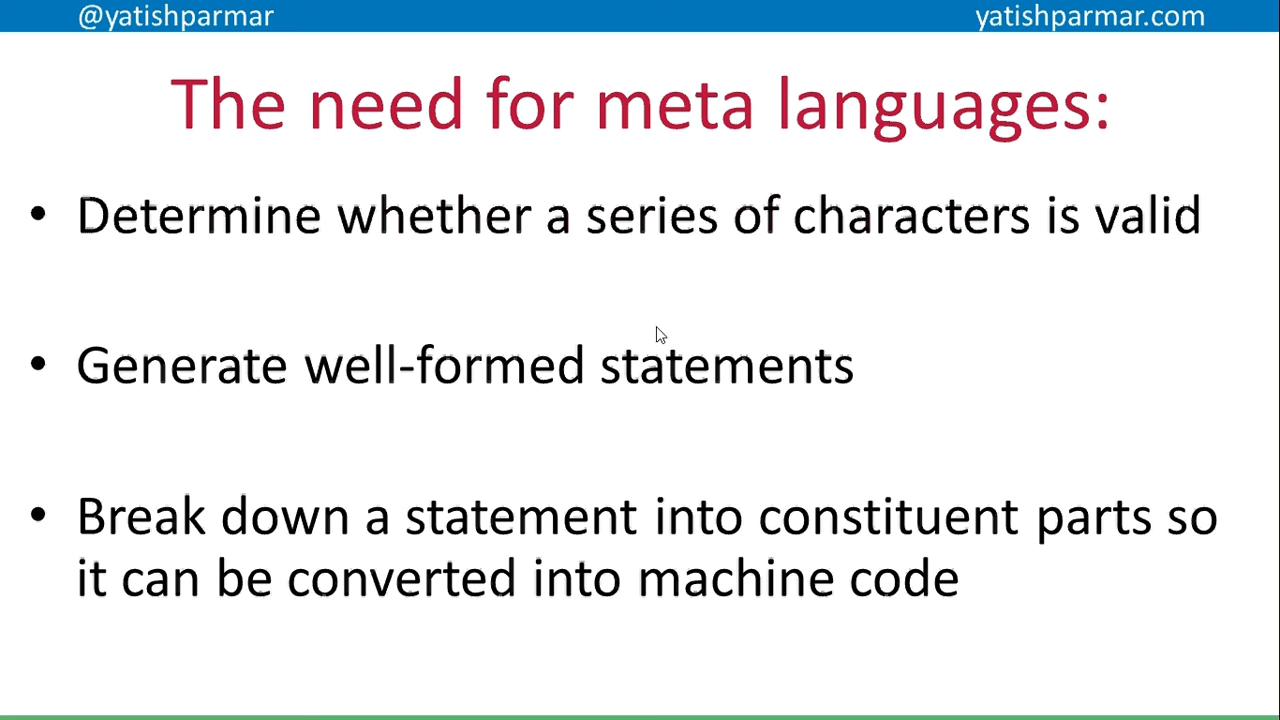 @yatishparmar yatishparmar.com
The need for meta languages:
• Determine whether a series of characters is valid
• Generate well-formed statements
• Break down a statement into constituent parts so
it can be converted into machine code